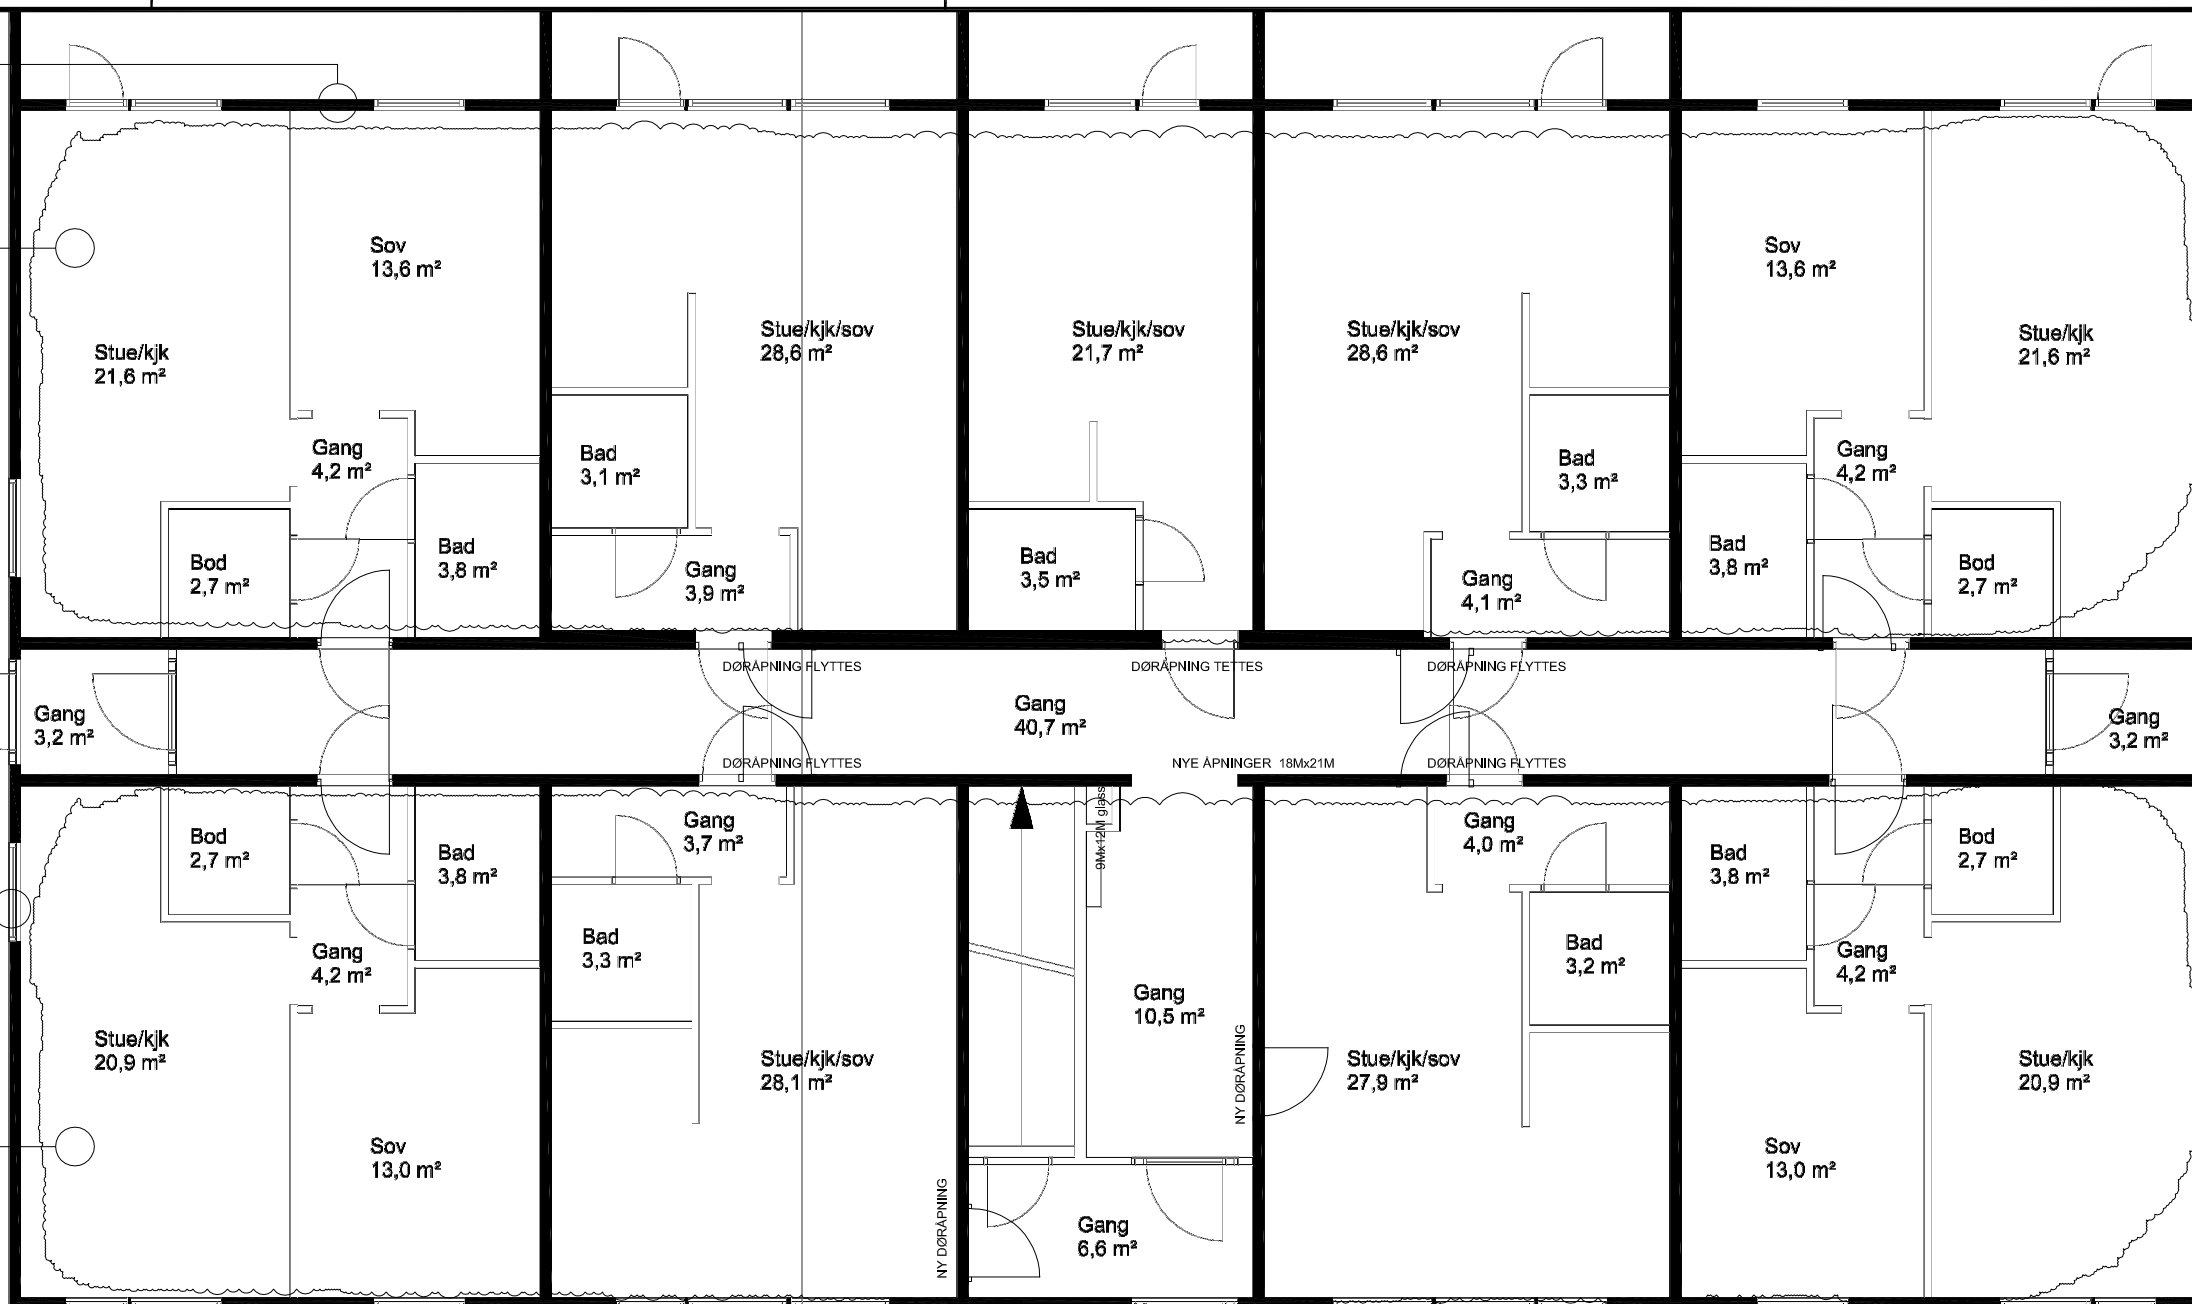 Sov
13,6 m²
Stue/kjk
21,6 m²
Gang
4,2 m²
Bod
2,7 m²
Bad
3,8 m²
Stue/kjk/sov
28,6 m²
Bad
3,1 m²
Gang
3,9 m²
Stue/kjk/sov
21,7 m²
Bad
3,5 m²
Stue/kjk/sov
28,6 m²
Bad
3,3 m²
Gang
4,1 m²
Sov
13,6 m²
Stue/kjk
21,6 m²
Gang
4,2 m²
Bad
3,8 m²
Bod
2,7 m²
DØRÅPNING FLYTTES
DØRÅPNING TETTES
DØRÅPNING FLYTTES
Gang
3,2 m²
Gang
40,7 m²
Gang
3,2 m²
DØRÅPNING FLYTTES
NYE ÅPNINGER 18Mx21M
DØRÅPNING FLYTTES
Bod
2,7 m²
Bad
3,8 m²
Gang
4,2 m²
Stue/kjk
20,9 m²
Sov
13,0 m²
Gang
3,7 m²
Bad
3,3 m²
Stue/kjk/sov
28,1 m²
NY DØRÅPNING
9Mx12M glass
Gang
10,5 m²
NY DØRÅPNING
Gang
6,6 m²
Gang
4,0 m²
Bad
3,2 m²
Stue/kjk/sov
27,9 m²
Bad
3,8 m²
Bod
2,7 m²
Gang
4,2 m²
Stue/kjk
20,9 m²
Sov
13,0 m²